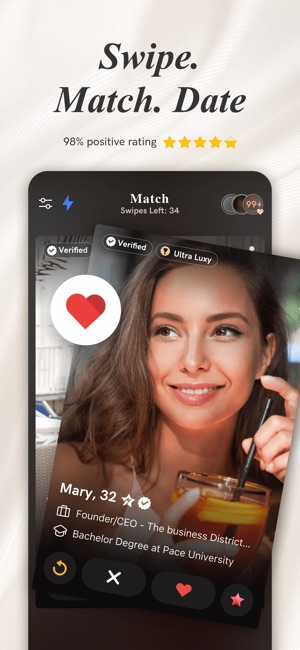 Swipe.
Match. Date
98% positive rating
Match
Swipes Left: 34
99+
Verified
Verified
Ultra Luxy
Mary, 32
Founder/CEO - The business District...
Bachelor Degree at Pace University